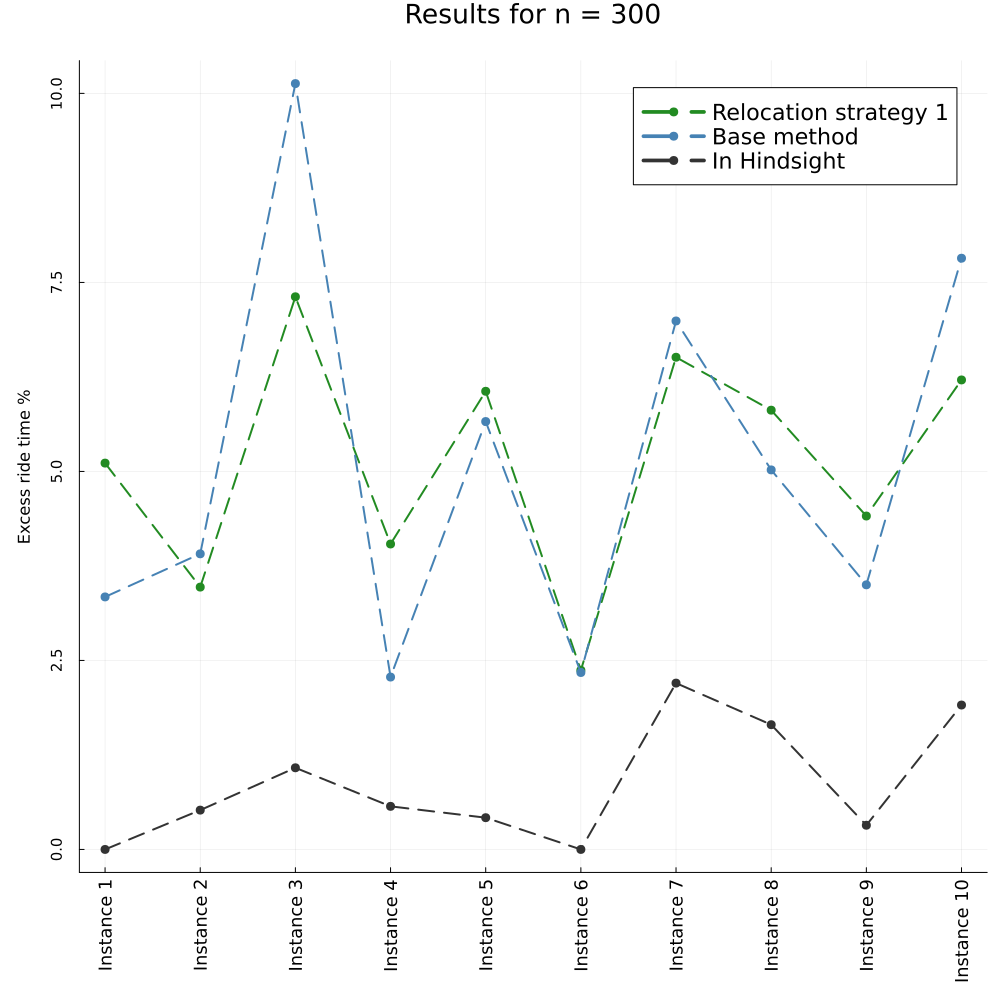 Results for n = 300
Relocation strategy 1
Base method
In Hindsight
Excess ride time %
10.0
7.5
5.0
2.5
0.0
Instance 1
Instance 2
Instance 3
Instance 4
Instance 5
Instance 6
Instance 7
Instance 8
Instance 9
Instance 10